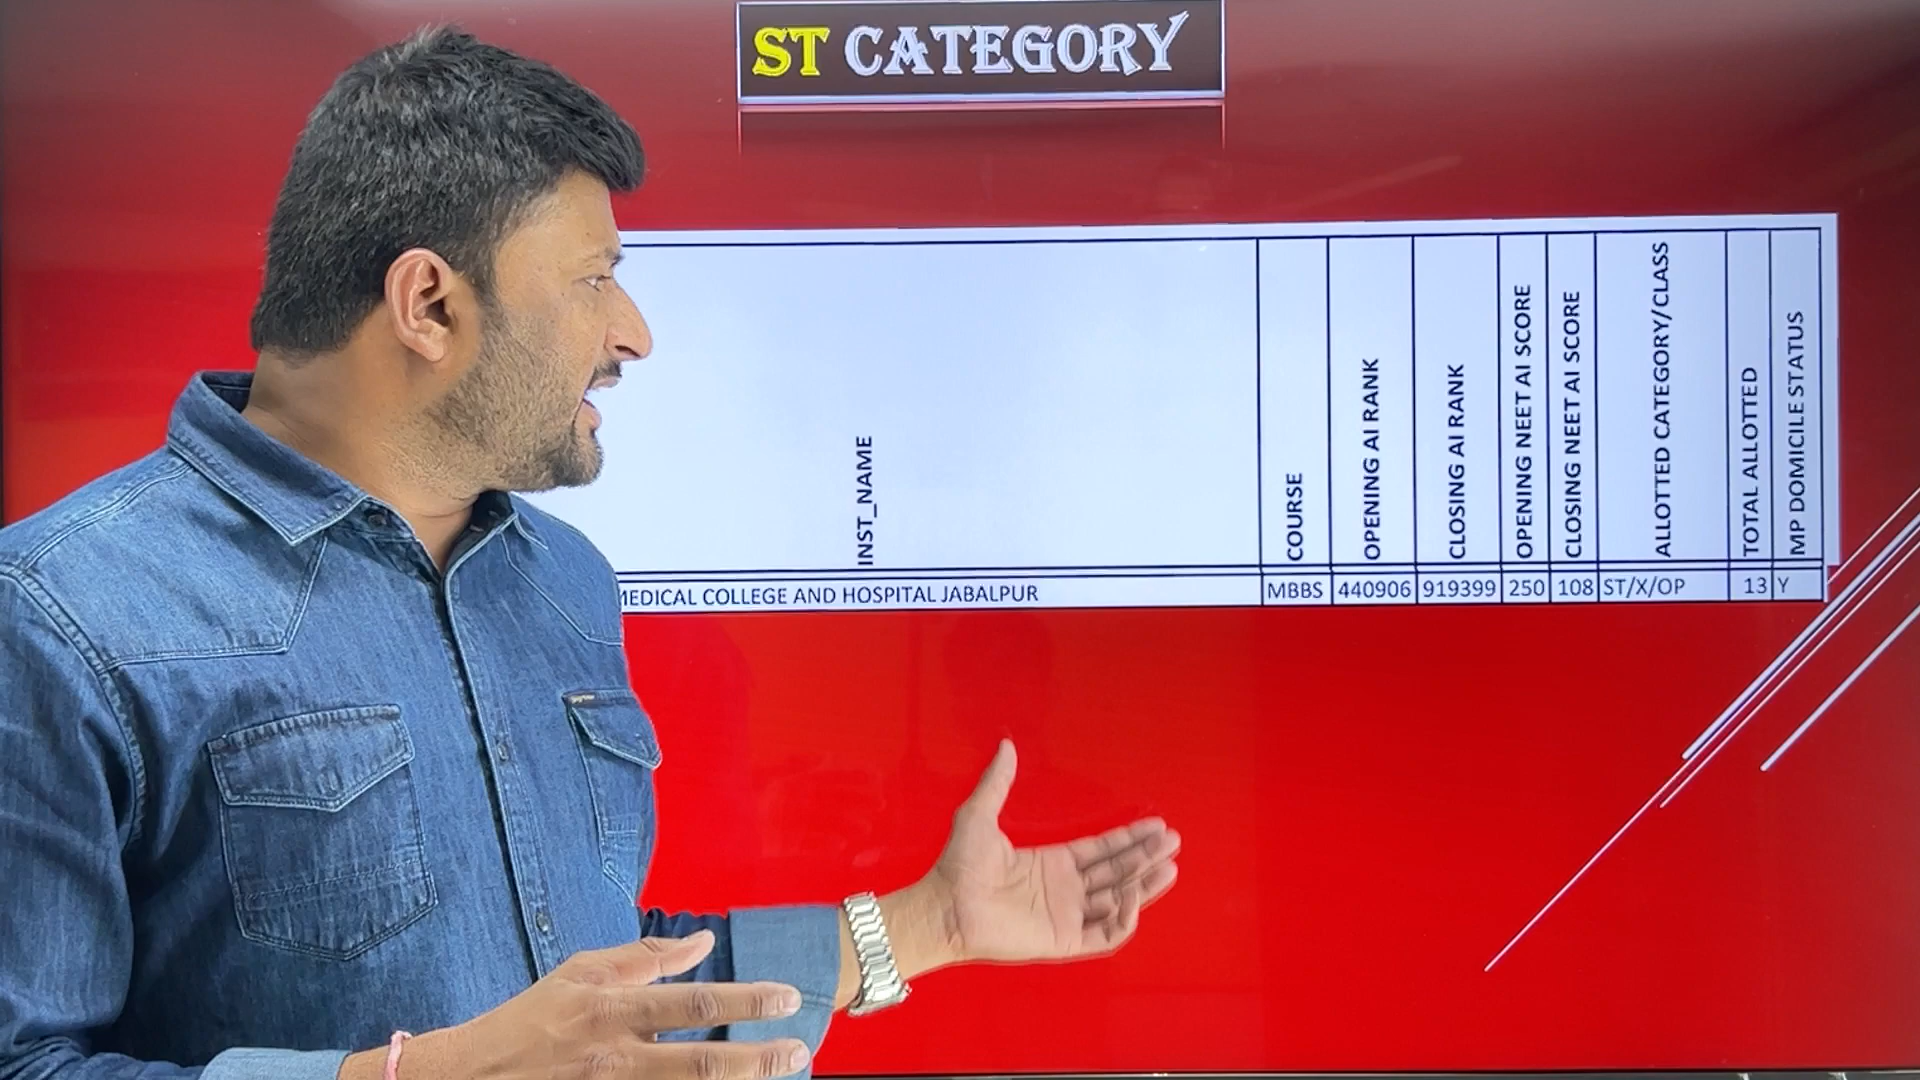 ST CATEGORY
INST_NAME
COURSE
OPENING AI RANK
CLOSING AI RANK
OPENING NEET AI SCORE
CLOSING NEET AI SCORE
ALLOTTED CATEGORY/CLASS
TOTAL ALLOTTED
MP DOMICILE STATUS
MEDICAL COLLEGE AND HOSPITAL JABALPUR MBBS 440906 919399 250 108 ST/X/OP 13 Y